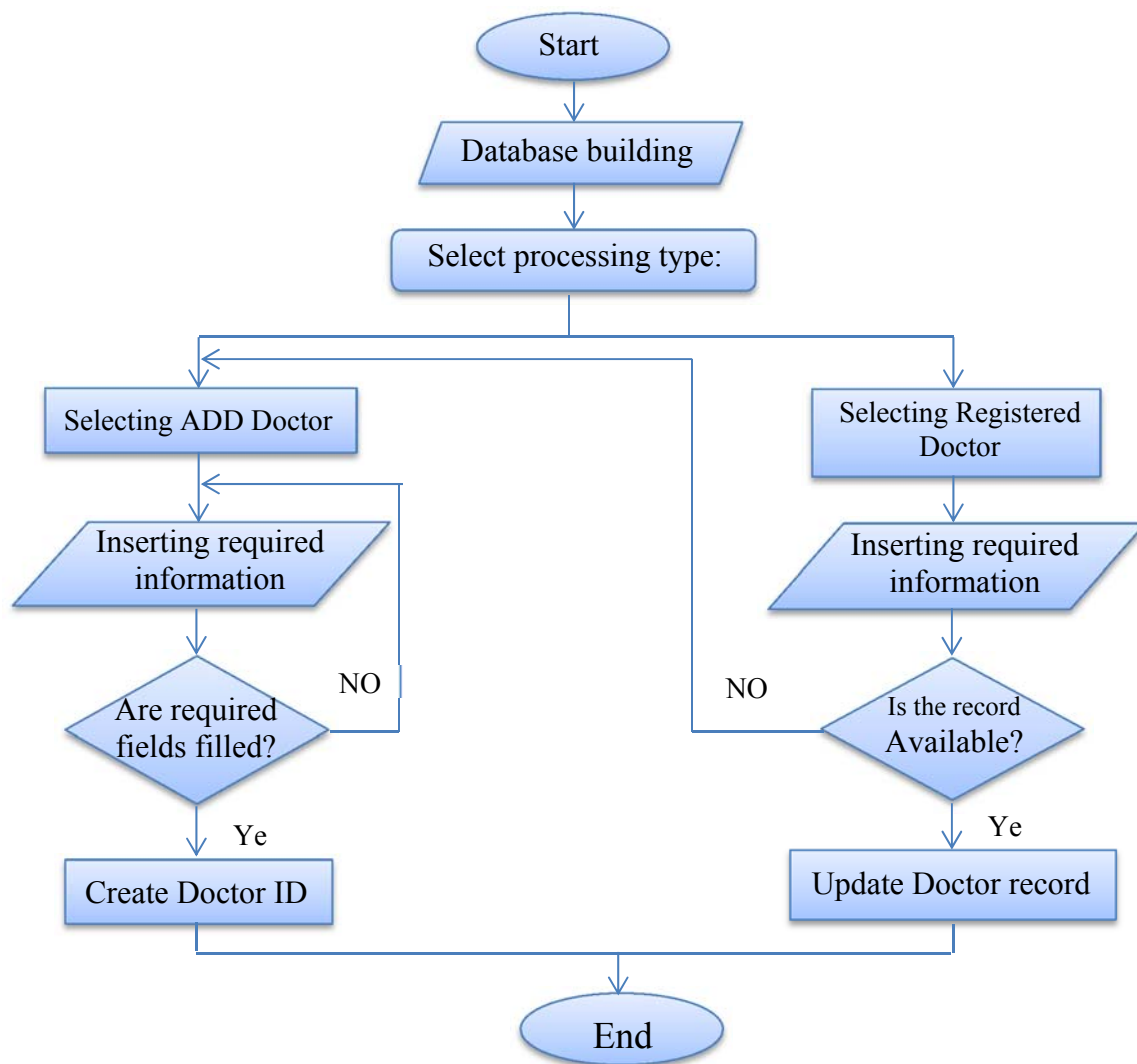 Start
Database building
Select processing type:
Selecting ADD Doctor
Selecting Registered
Doctor
Inserting required
information
Inserting required
information
NO
NO
Are required
fields filled?
Is the record
Available?
Ye
Ye
Create Doctor ID
Update Doctor record
End